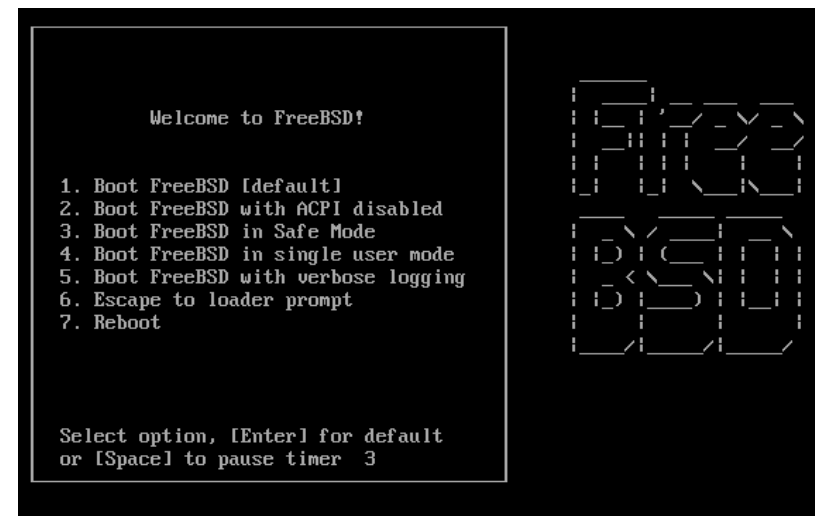 Welcome to FreeBSD!
1. Boot FreeBSD [default]
2. Boot FreeBSD with ACPI disabled
3. Boot FreeBSD in Safe Mode
4. Boot FreeBSD in single user mode
5. Boot FreeBSD with verbose logging
6. Escape to loader prompt
7. Reboot
Select option, [Enter] for default
or [Space] to pause timer 3
Free
BSD